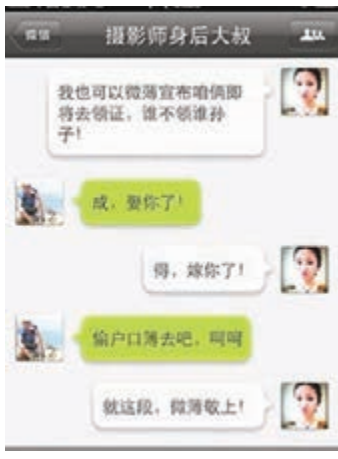 微信
摄影师身后大叔
我也可以微薄宣布咱俩即
将去领证，谁不领谁孙
子！
成，娶你了！
得，嫁你了！
偷户口薄去吧，呵呵
就这段，微薄敬上！